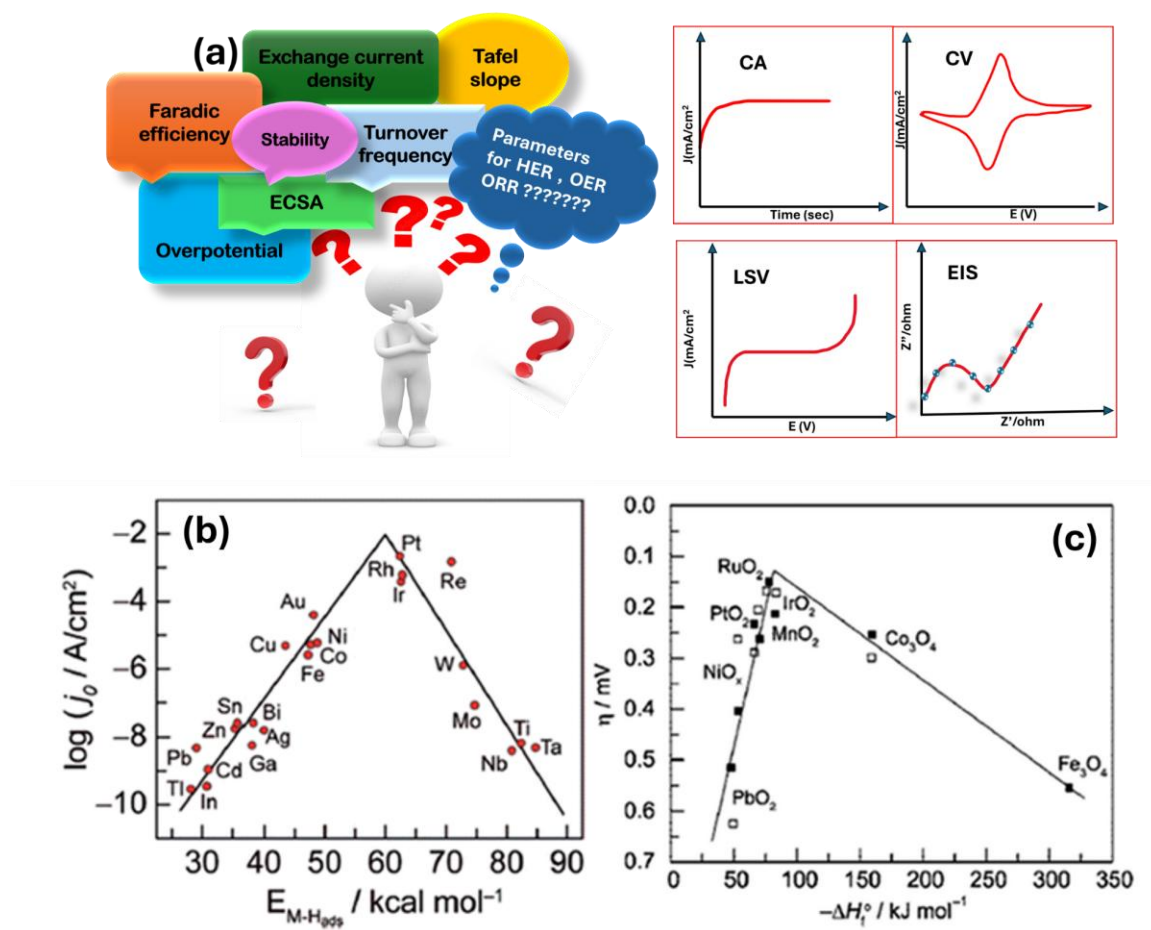 (a)
Exchange current
density
Tafel
slope
Faradic
efficiency
Stability
Turnover
frequency
Parameters
for HER , OER
ORR ???????
ECSA
Overpotential
? ? ? ?
? ?
CA
J(mA/cm²
Time (sec)
CV
J(mA/cm²
E (V)
LSV
J(mA/cm²
E (V)
EIS
Z''/ohm
Z'/ohm
(b)
log (j₀ / A/cm²)
−2
−4
−6
−8
−10
Pt
Rh
Ir
Re
Au
Cu
Ni
Co
Fe
W
Mo
Sn
Bi
Zn
Ag
Pb
Ga
Cd
Tl
In
Ti
Nb
Ta
30 40 50 60 70 80 90
E M-Hads / kcal mol⁻¹
(c)
η / mV
0.0
0.1
0.2
0.3
0.4
0.5
0.6
0.7
RuO₂
IrO₂
PtO₂
MnO₂
Co₃O₄
NiOₓ
Fe₃O₄
PbO₂
0 50 100 150 200 250 300 350
−ΔH f° / kJ mol⁻¹